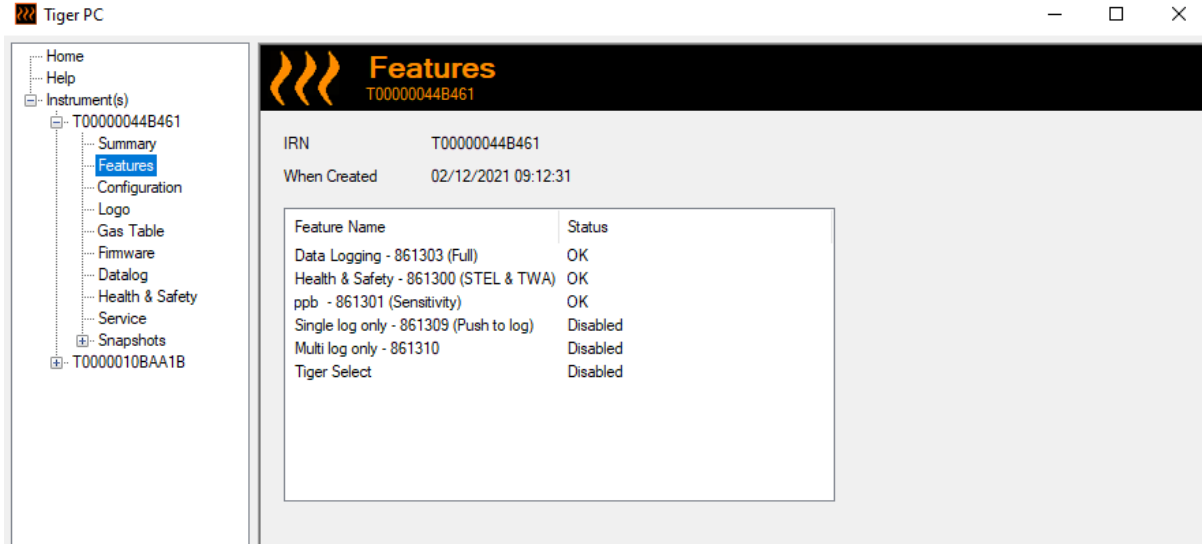 Tiger PC
Home
Help
Instrument(s)
T00000044B461
Summary
Features
Configuration
Logo
Gas Table
Firmware
Datalog
Health & Safety
Service
Snapshots
T0000010BAA1B
Features
T00000044B461
IRN T00000044B461
When Created 02/12/2021 09:12:31
Feature Name Status
Data Logging - 861303 (Full) OK
Health & Safety - 861300 (STEL & TWA) OK
ppb - 861301 (Sensitivity) OK
Single log only - 861309 (Push to log) Disabled
Multi log only - 861310 Disabled
Tiger Select Disabled